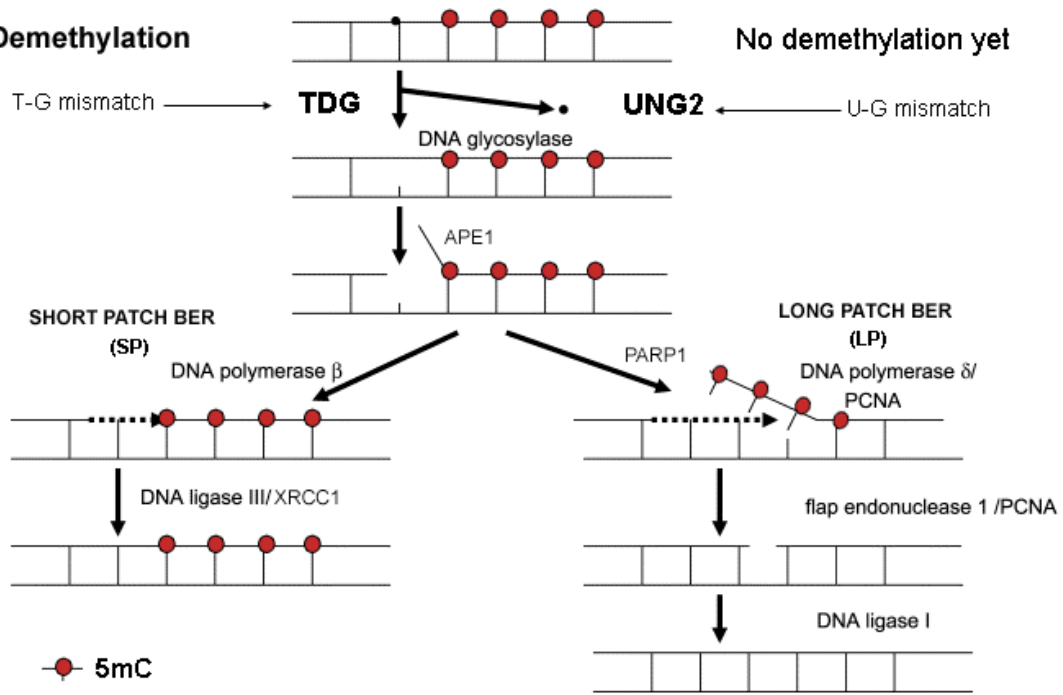 Demethylation
No demethylation yet
T-G mismatch
TDG
UNG2
U-G mismatch
DNA glycosylase
APE1
SHORT PATCH BER
(SP)
LONG PATCH BER
(LP)
DNA polymerase β
PARP1
DNA polymerase δ/
PCNA
DNA ligase III/XRCC1
flap endonuclease 1 /PCNA
DNA ligase I
5mC